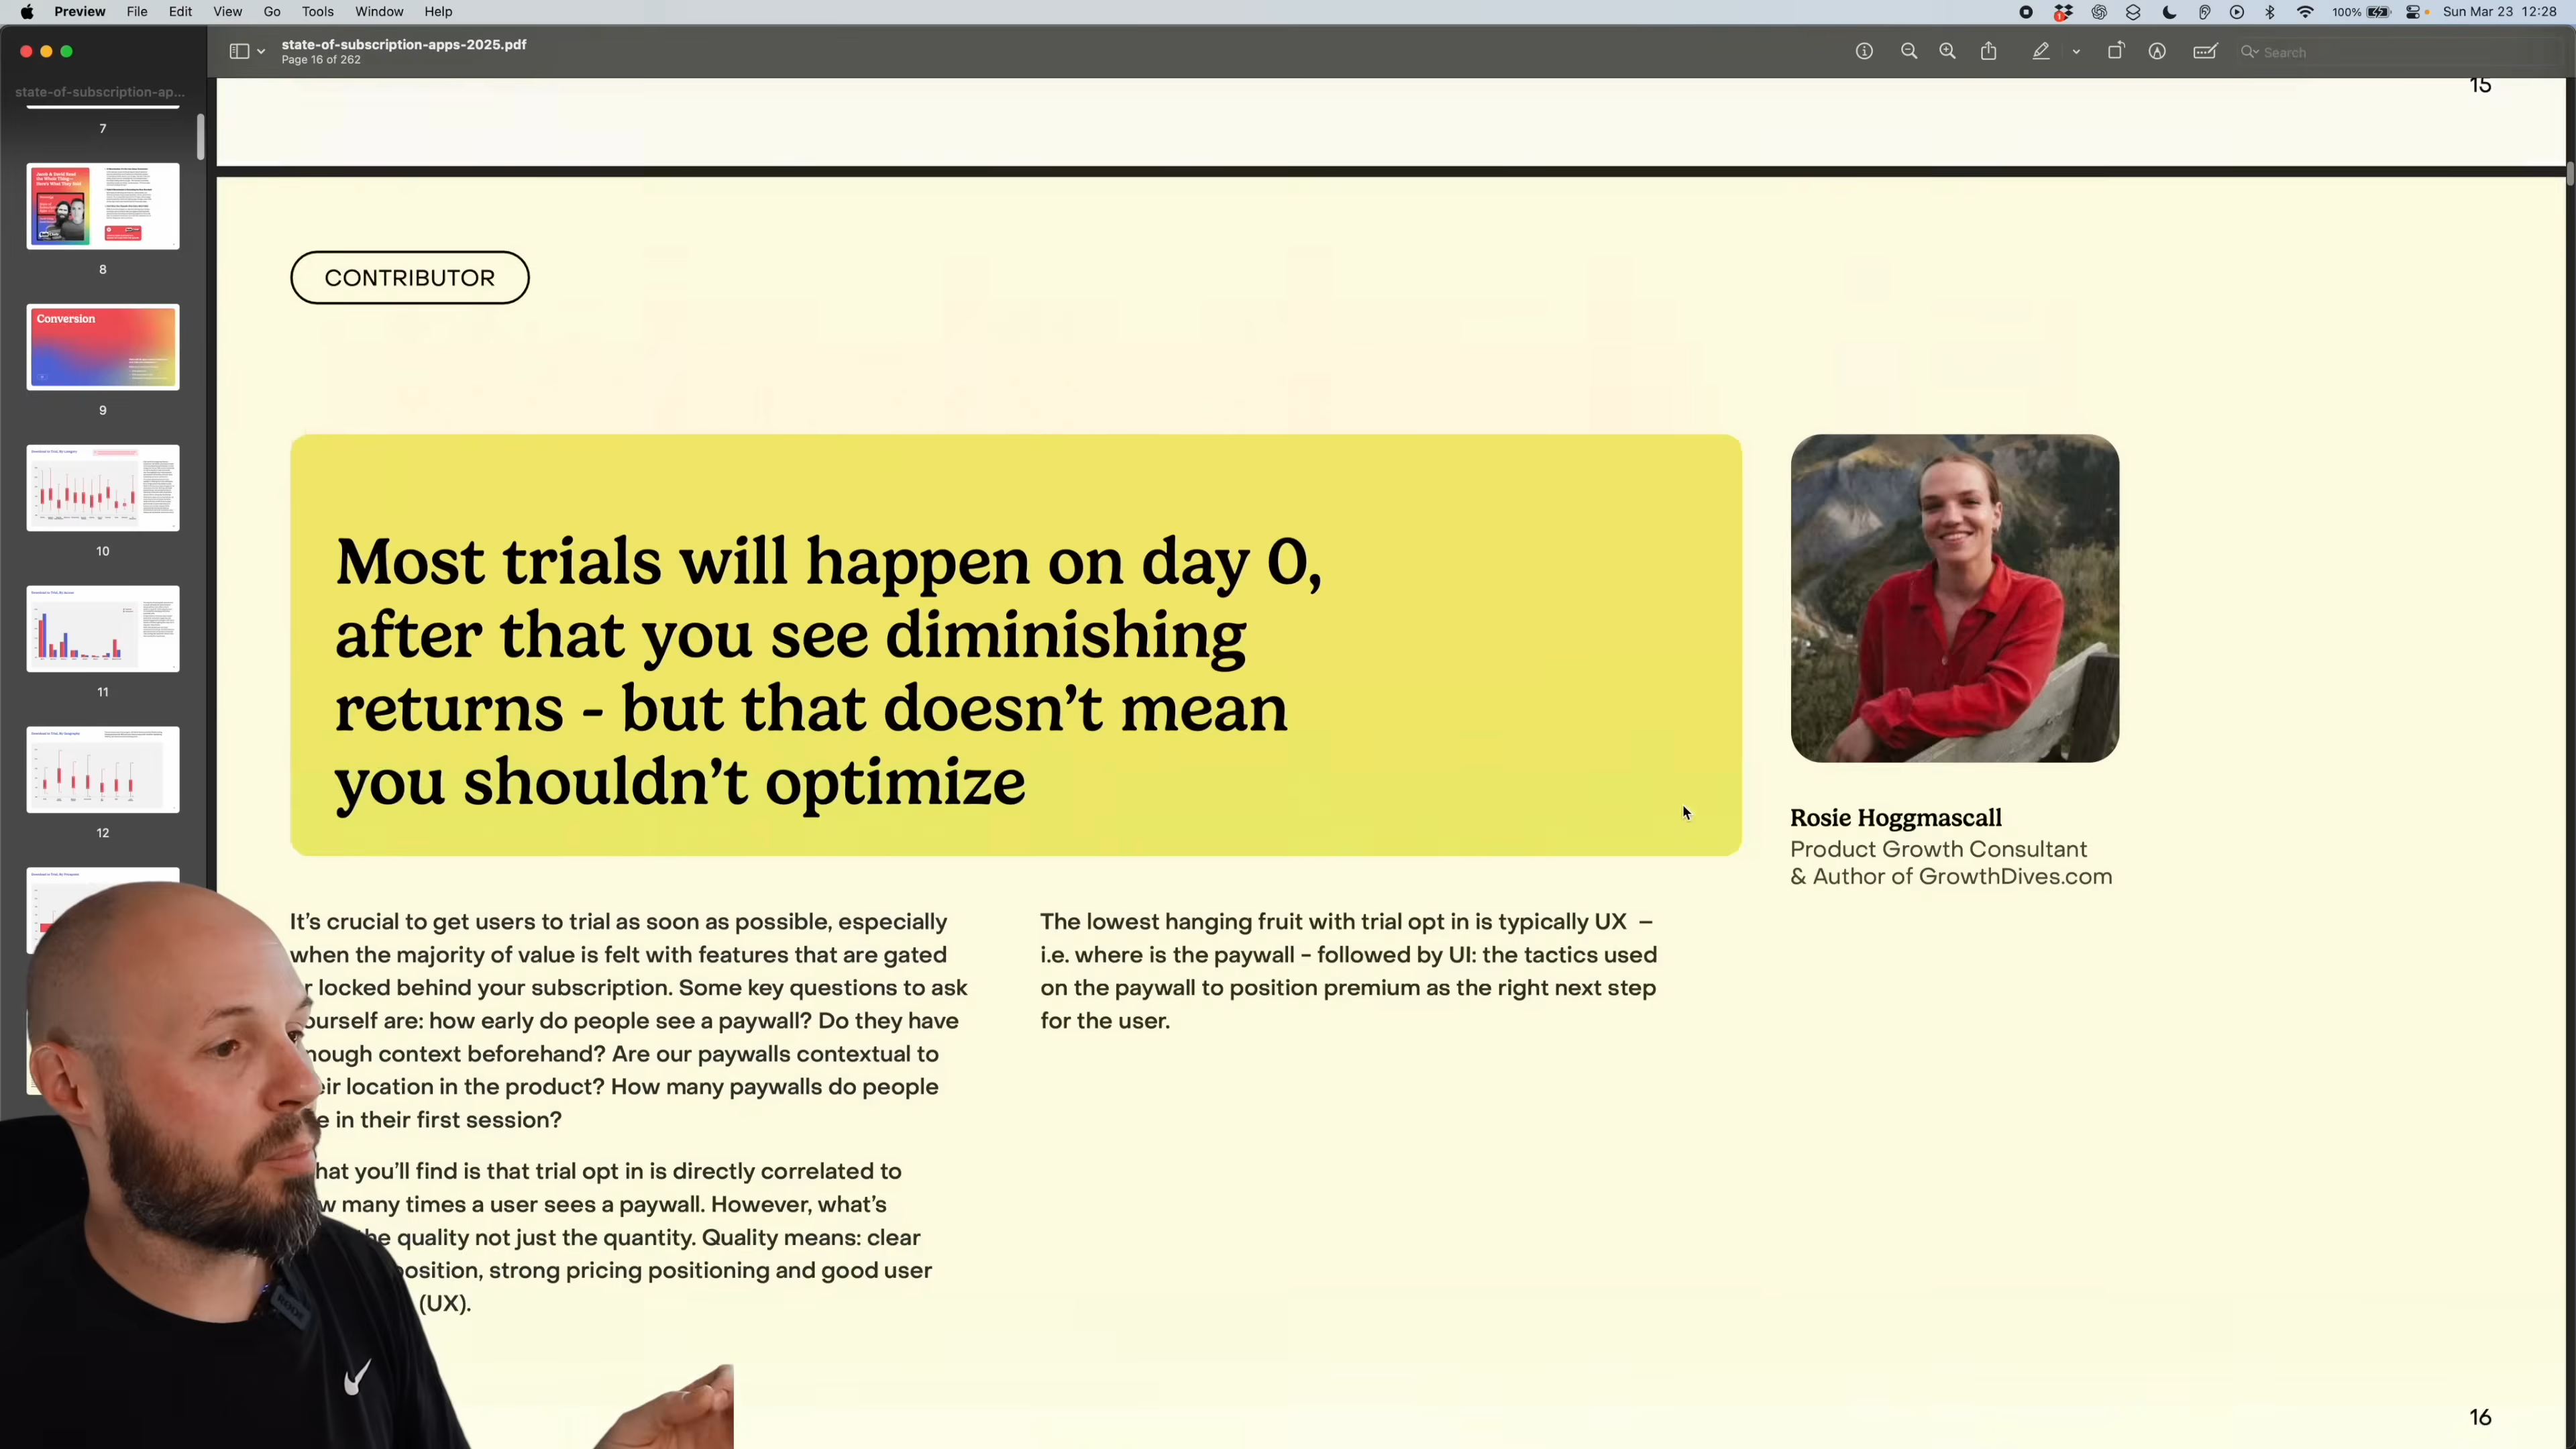 Preview File Edit View Go Tools Window Help
100% Sun Mar 23 12:28
state-of-subscription-apps-2025.pdf
Page 16 of 262
Search
state-of-subscription-ap...
7
8
Conversion
9
10
11
12
15
CONTRIBUTOR
Most trials will happen on day 0,
after that you see diminishing
returns - but that doesn’t mean
you shouldn’t optimize
Rosie Hoggmascall
Product Growth Consultant
& Author of GrowthDives.com
It’s crucial to get users to trial as soon as possible, especially
when the majority of value is felt with features that are gated
locked behind your subscription. Some key questions to ask
are: how early do people see a paywall? Do they have
context beforehand? Are our paywalls contextual to
location in the product? How many paywalls do people
in their first session?
you’ll find is that trial opt in is directly correlated to
many times a user sees a paywall. However, what’s
quality not just the quantity. Quality means: clear
strong pricing positioning and good user
(UX).
The lowest hanging fruit with trial opt in is typically UX –
i.e. where is the paywall - followed by UI: the tactics used
on the paywall to position premium as the right next step
for the user.
16